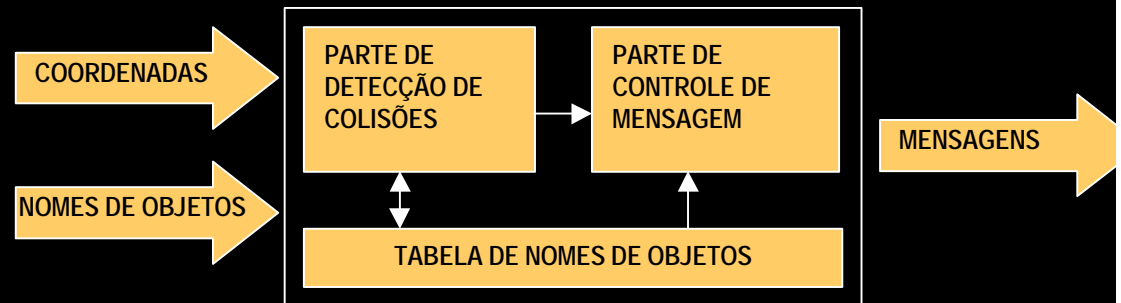 COORDENADAS
NOMES DE OBJETOS
PARTE DE
DETECÇÃO DE
COLISÕES
PARTE DE
CONTROLE DE
MENSAGEM
TABELA DE NOMES DE OBJETOS
MENSAGENS